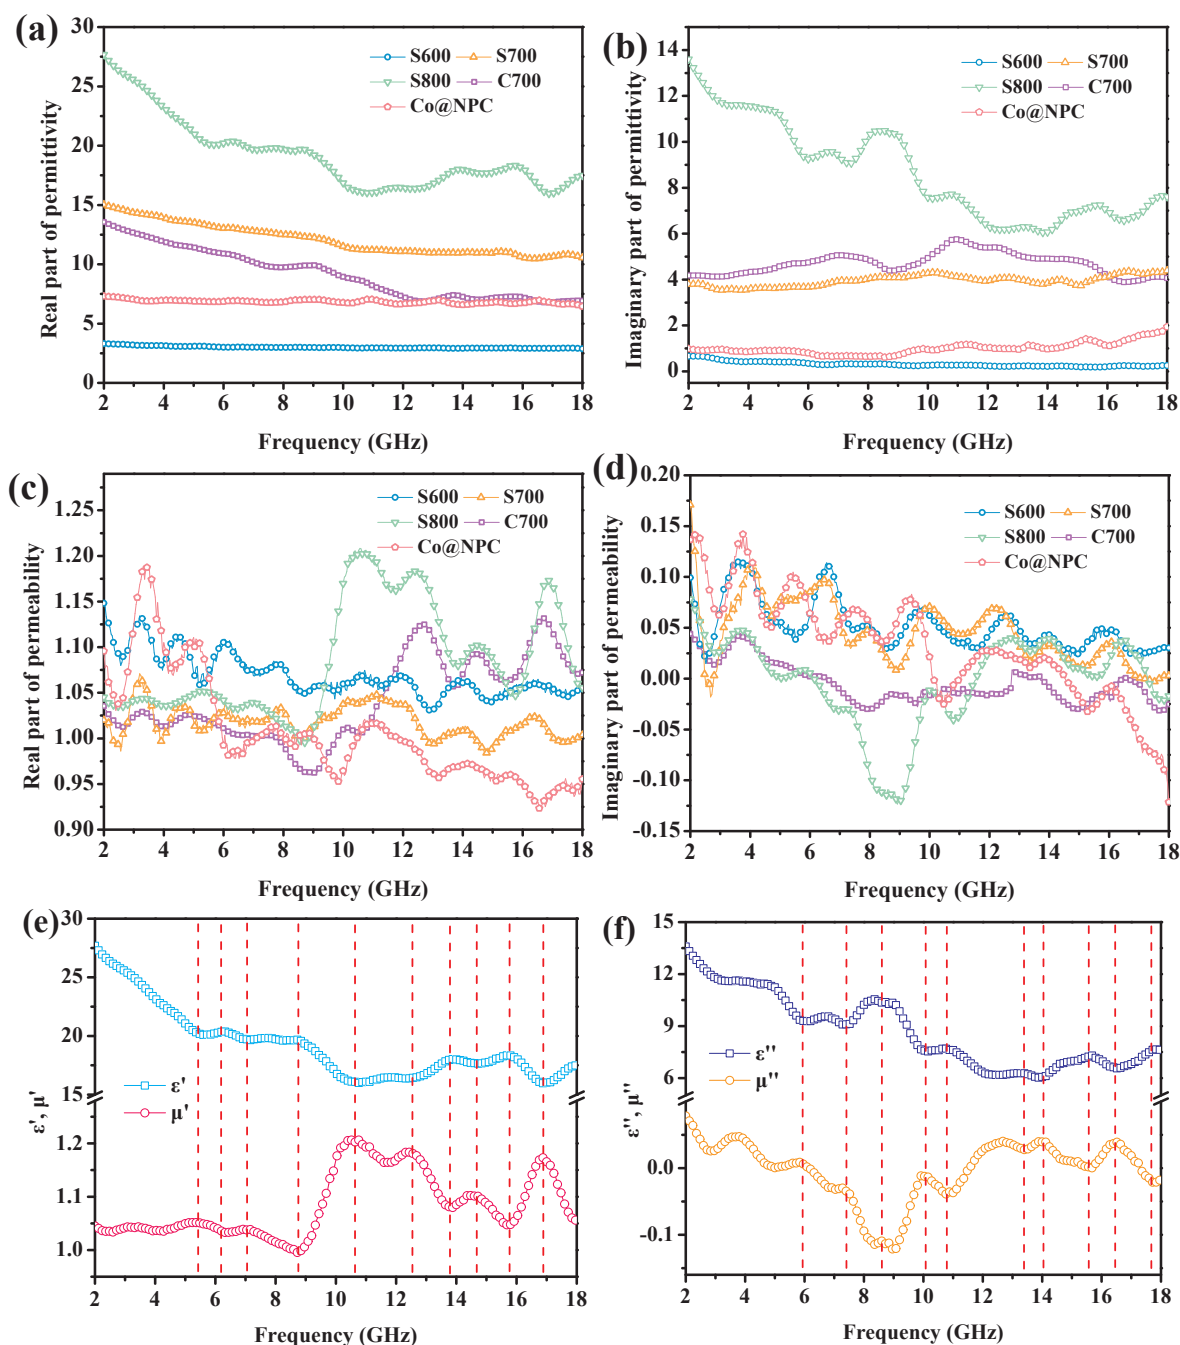 (a)
30
25
20
15
10
5
0
Real part of permittivity
S600 S700
S800 C700
Co@NPC
2 4 6 8 10 12 14 16 18
Frequency (GHz)
(b)
14
12
10
8
6
4
2
0
Imaginary part of permittivity
S600 S700
S800 C700
Co@NPC
2 4 6 8 10 12 14 16 18
Frequency (GHz)
(c)
1.25
1.20
1.15
1.10
1.05
1.00
0.95
0.90
Real part of permeability
S600 S700
S800 C700
Co@NPC
2 4 6 8 10 12 14 16 18
Frequency (GHz)
(d)
0.20
0.15
0.10
0.05
0.00
-0.05
-0.10
-0.15
Imaginary part of permeability
S600 S700
S800 C700
Co@NPC
2 4 6 8 10 12 14 16 18
Frequency (GHz)
(e)
30
25
20
15
1.2
1.1
1.0
ε', μ'
ε'
μ'
2 4 6 8 10 12 14 16 18
Frequency (GHz)
(f)
15
12
9
6
0.0
-0.1
ε'', μ''
ε''
μ''
2 4 6 8 10 12 14 16 18
Frequency (GHz)